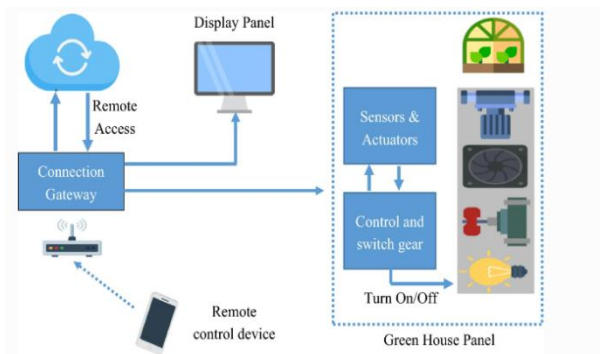 Display Panel
Remote
Access
Connection
Gateway
Sensors &
Actuators
Control and
switch gear
Turn On/Off
Remote
control device
Green House Panel